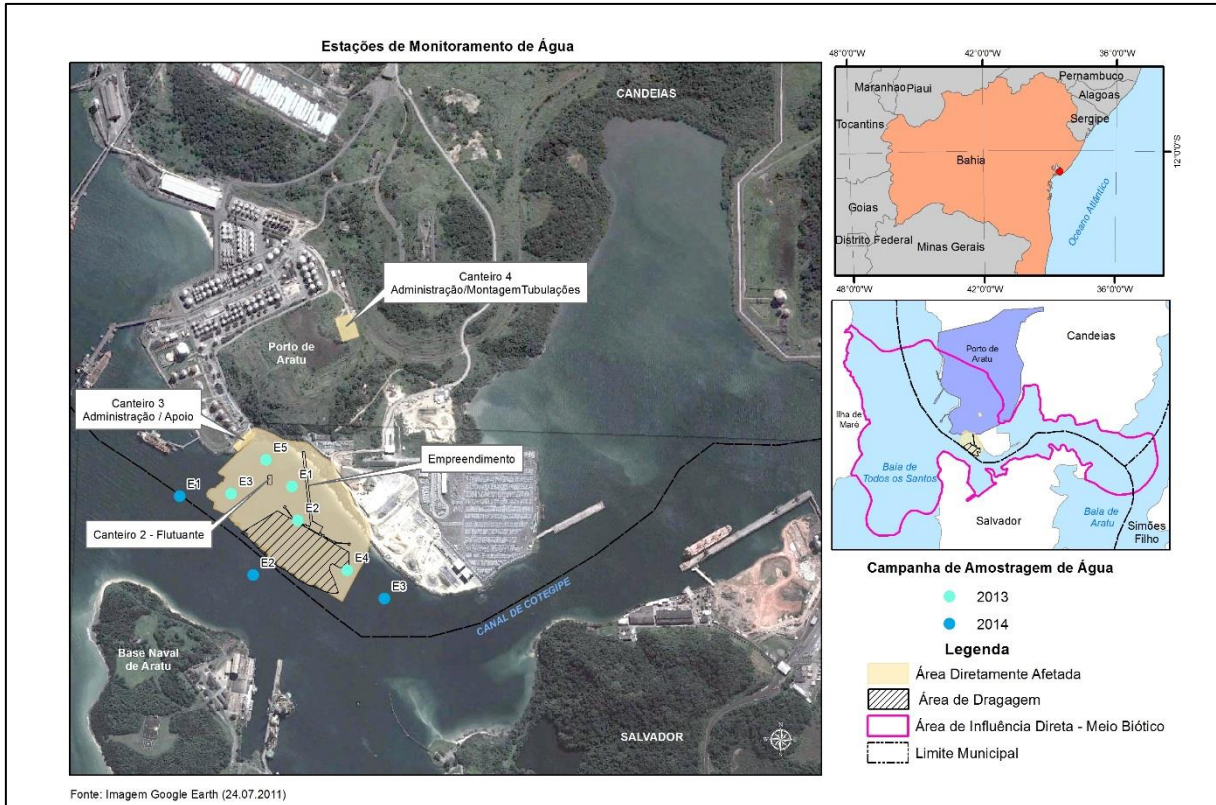 Estações de Monitoramento de Água
CANDEIAS
Canteiro 4
Administração/MontagemTubulações
Porto de
Aratu
Canteiro 3
Administração / Apoio
E5
E1
E3
E1
Empreendimento
E2
Canteiro 2 - Flutuante
E4
E2
E3
CANAL DE COTEGIPE
Base Naval
de Aratu
SALVADOR
Fonte: Imagem Google Earth (24.07.2011)
48°0'0"W
42°0'0"W
36°0'0"W
Pernambuco
Maranhao
Piaui
Alagoas
Sergipe
Tocantins
12°0'0"S
Bahia
Goias
Oceano Atlântico
Distrito Federal
Minas Gerais
48°0'0"W
42°0'0"W
36°0'0"W
Porto de
Aratu
Candeias
Ilha de
Maré
Baia de
Todos os Santos
Salvador
Baia de
Aratu
Simões
Filho
Campanha de Amostragem de Água
2013
2014
Legenda
Área Diretamente Afetada
Área de Dragagem
Área de Influência Direta - Meio Biótico
Limite Municipal